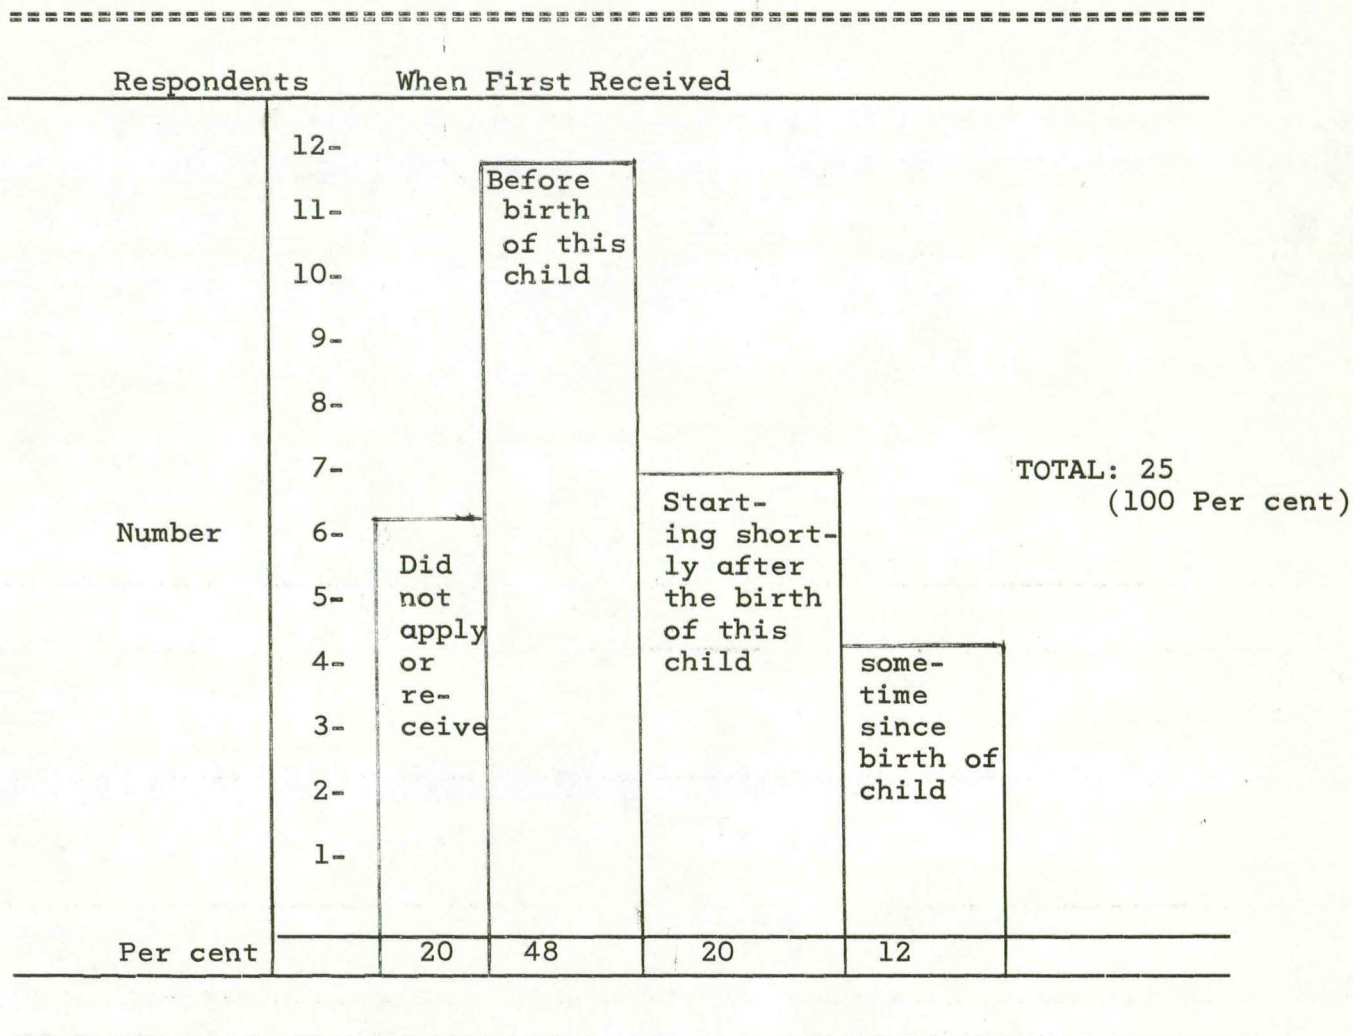 Respondents When First Received
12-
Before
11- birth
of this
10- child
9-
8-
7- TOTAL: 25
Start- (100 Per cent)
Number 6- ing short-
Did ly after
5- not the birth
apply of this
4- or child some-
re- time
3- ceive since
birth of
2- child
1-
Per cent 20 48 20 12